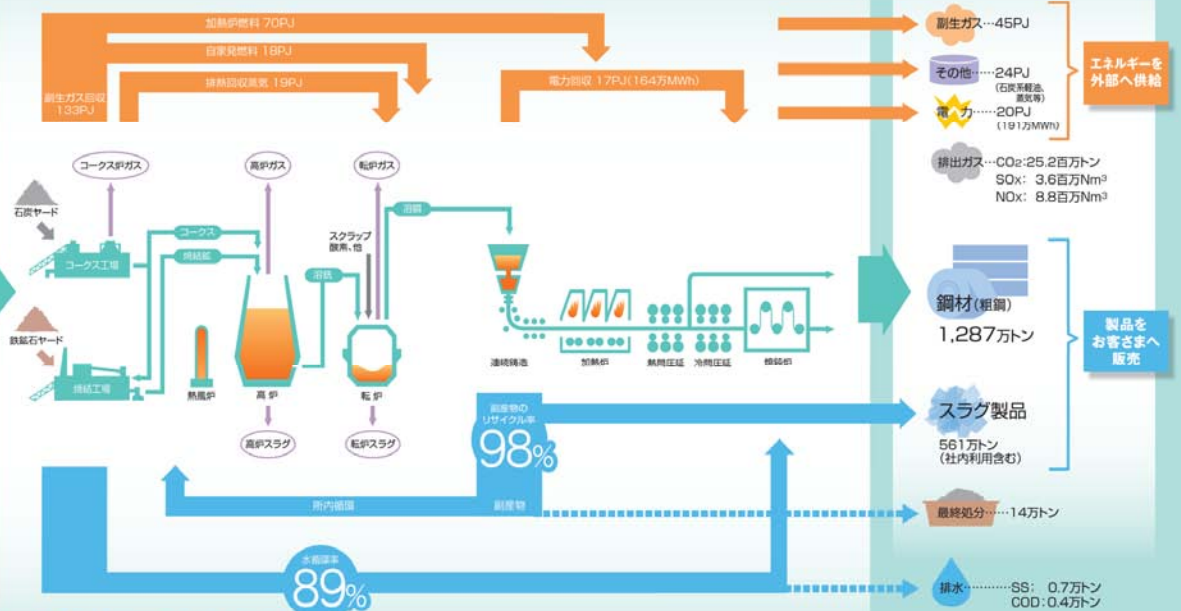 加熱炉燃料 70PJ
自家発燃料 18PJ
排熱回収蒸気 19PJ
副生ガス回収
133PJ
電力回収 17PJ(164万MWh)
副生ガス…45PJ
その他……24PJ
(石炭系軽油、
蒸気等)
電力……20PJ
(191万MWh)
エネルギーを
外部へ供給
排出ガス…CO2:25.2百万トン
SOx: 3.6百万Nm³
NOx: 8.8百万Nm³
コークス炉ガス
高炉ガス
転炉ガス
石炭ヤード
コークス工場
コークス
焼結鉱
鉄鉱石ヤード
焼結工場
熱風炉
高炉
溶銑
スクラップ
酸素、他
転炉
溶鋼
連続鋳造
加熱炉
熱間圧延
冷間圧延
焼鈍炉
高炉スラグ
転炉スラグ
鋼材(粗鋼)
1,287万トン
製品を
お客さまへ
販売
副産物の
リサイクル率
98%
スラグ製品
561万トン
(社内利用含む)
所内循環
副産物
最終処分……14万トン
水循環率
89%
排水…………SS: 0.7万トン
COD:0.4万トン